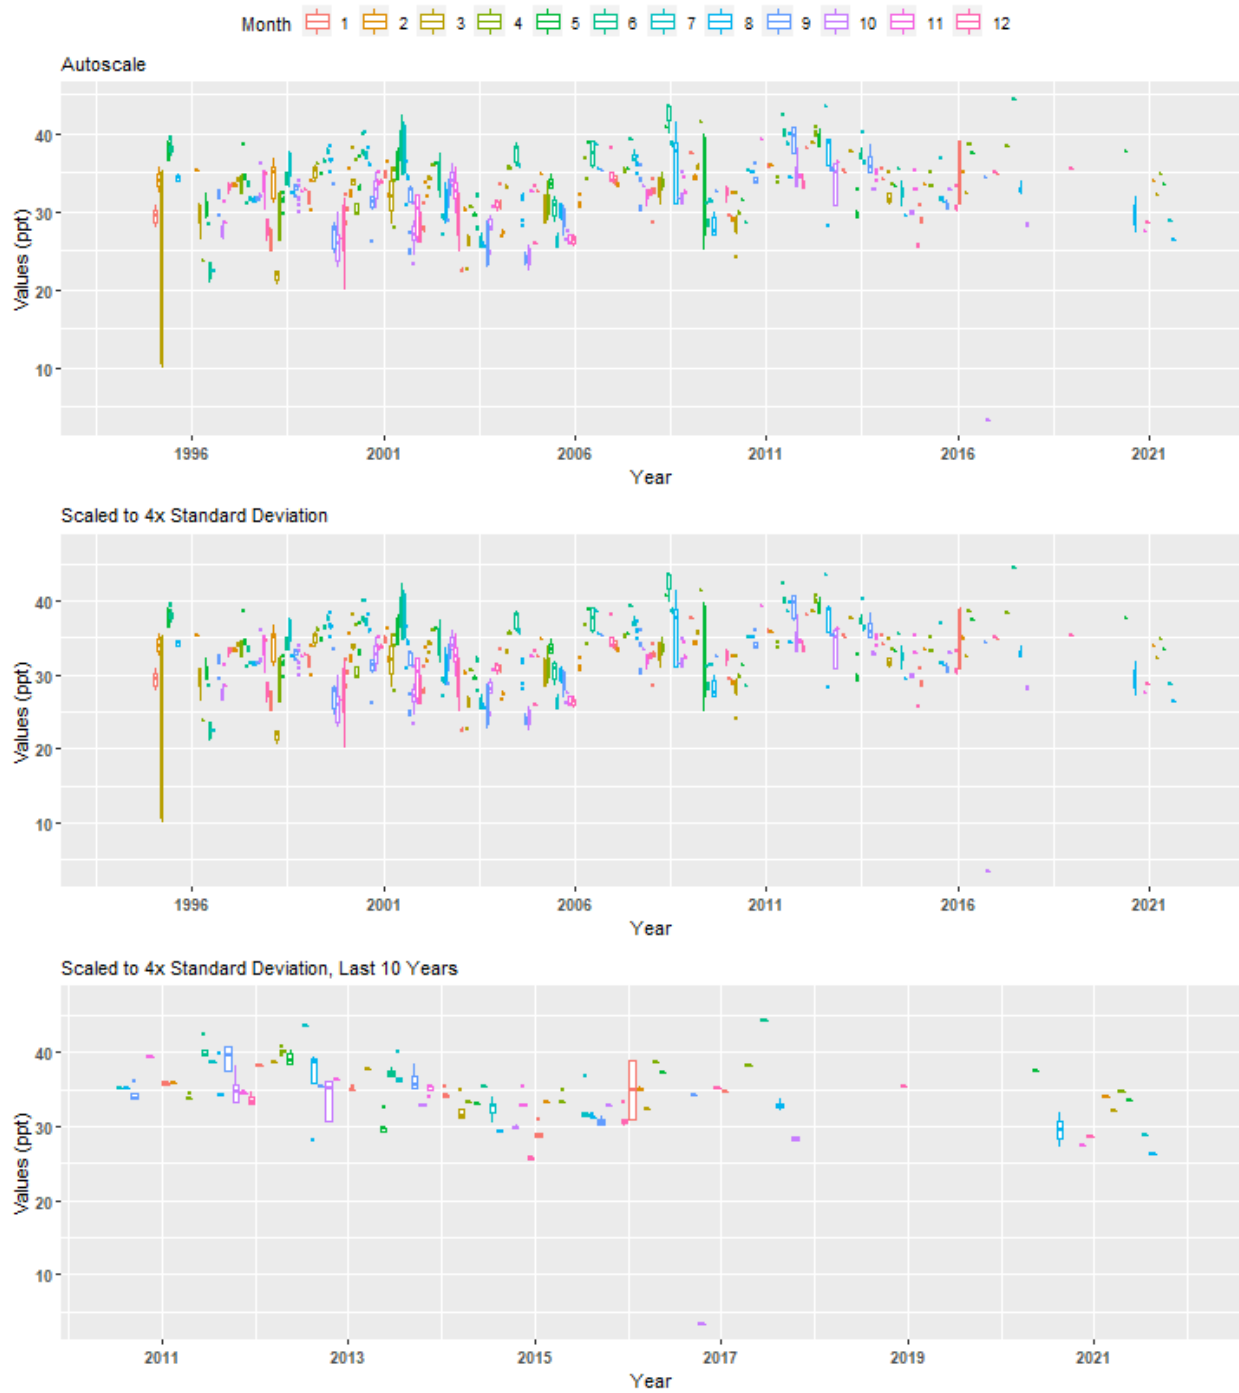 Month 1 2 3 4 5 6 7 8 9 10 11 12
Autoscale
Values (ppt)
40
30
20
10
1996 2001 2006 2011 2016 2021
Year
Scaled to 4x Standard Deviation
Values (ppt)
40
30
20
10
1996 2001 2006 2011 2016 2021
Year
Scaled to 4x Standard Deviation, Last 10 Years
Values (ppt)
40
30
20
10
2011 2013 2015 2017 2019 2021
Year